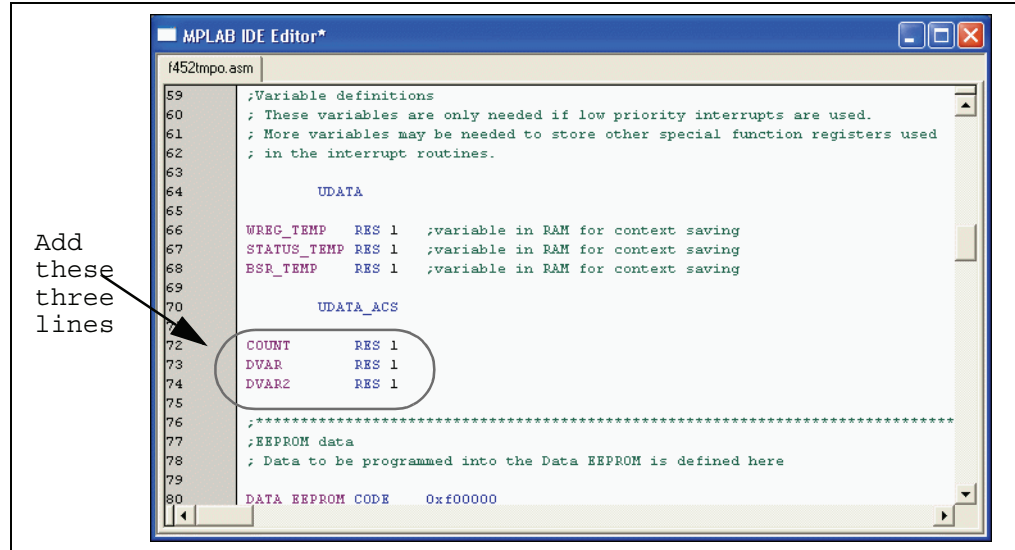 MPLAB IDE Editor*
f452tmpo.asm
59 ;Variable definitions
60 ; These variables are only needed if low priority interrupts are used.
61 ; More variables may be needed to store other special function registers used
62 ; in the interrupt routines.
63
64 UDATA
65
66 WREG_TEMP RES 1 ;variable in RAM for context saving
67 STATUS_TEMP RES 1 ;variable in RAM for context saving
68 BSR_TEMP RES 1 ;variable in RAM for context saving
69
70 UDATA_ACS
72 COUNT RES 1
73 DVAR RES 1
74 DVAR2 RES 1
75
76 ;******************************************************************************
77 ;EEPROM data
78 ; Data to be programmed into the Data EEPROM is defined here
79
80 DATA_EEPROM CODE 0xf00000
Add
these
three
lines